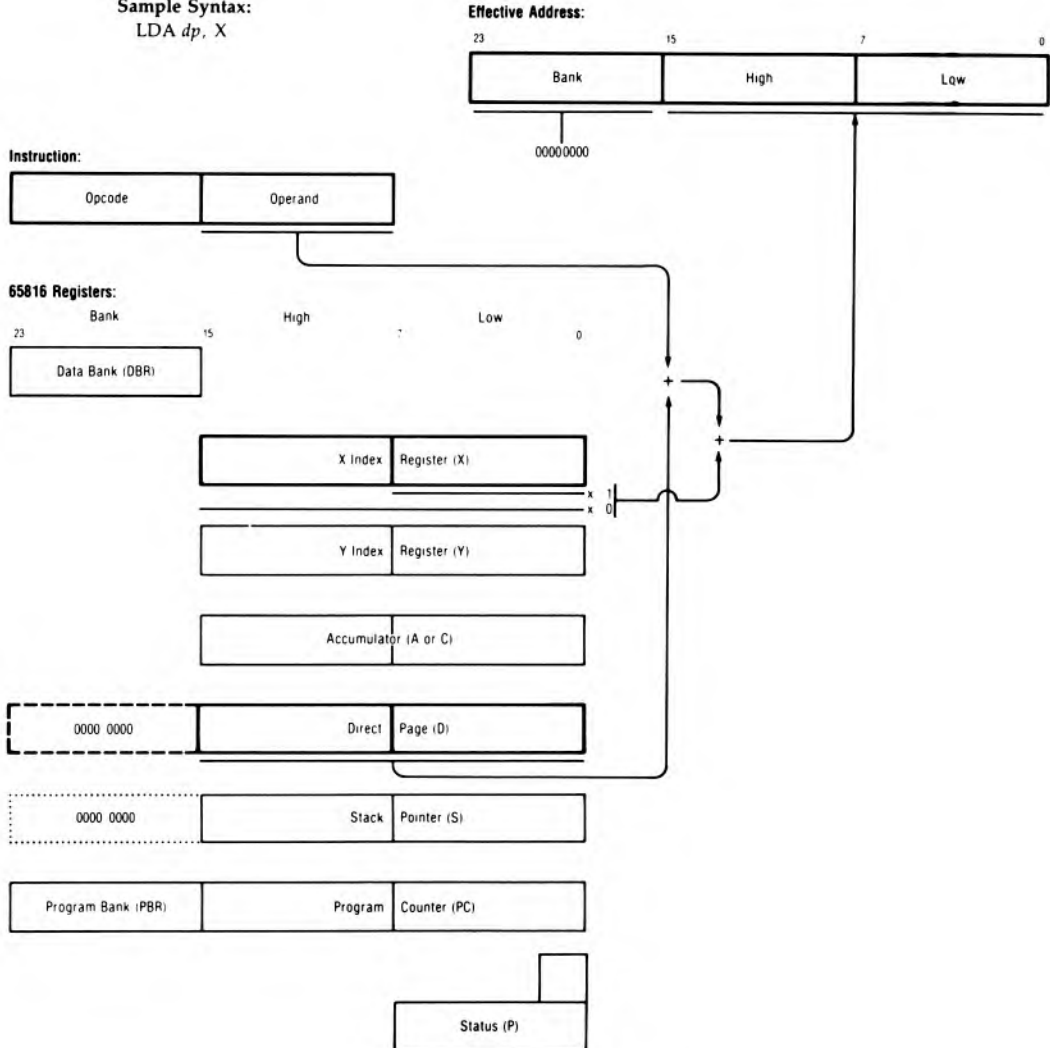 Sample Syntax:
LDA dp, X
Effective Address:
23 15 7 0
Bank High Low
00000000
Instruction:
Opcode Operand
65816 Registers:
Bank High Low
23 15 7 0
Data Bank (DBR)
X Index Register (X)
x 1
x 0
Y Index Register (Y)
Accumulator (A or C)
0000 0000 Direct Page (D)
0000 0000 Stack Pointer (S)
Program Bank (PBR) Program Counter (PC)
Status (P)
+
+